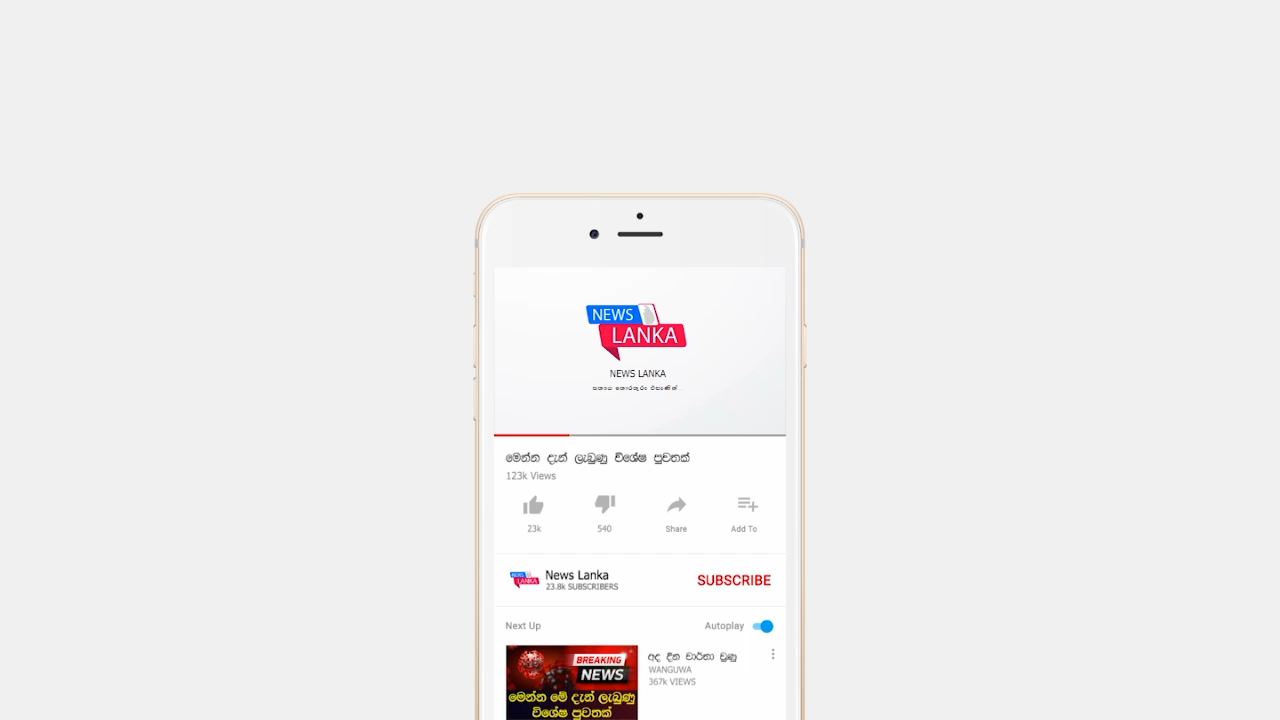 NEWS
LANKA
NEWS LANKA
මෙන්න දැන් ලැබුණු විශේෂ පුවතක්
123k Views
23k 540 Share Add To
News Lanka
23.8k SUBSCRIBERS
SUBSCRIBE
Next Up Autoplay
BREAKING
NEWS
මෙන්න මේ දැන් ලැබුණු
විශේෂ පුවතක්
අද දින වාර්තා වුණු
WANGUWA
367k VIEWS